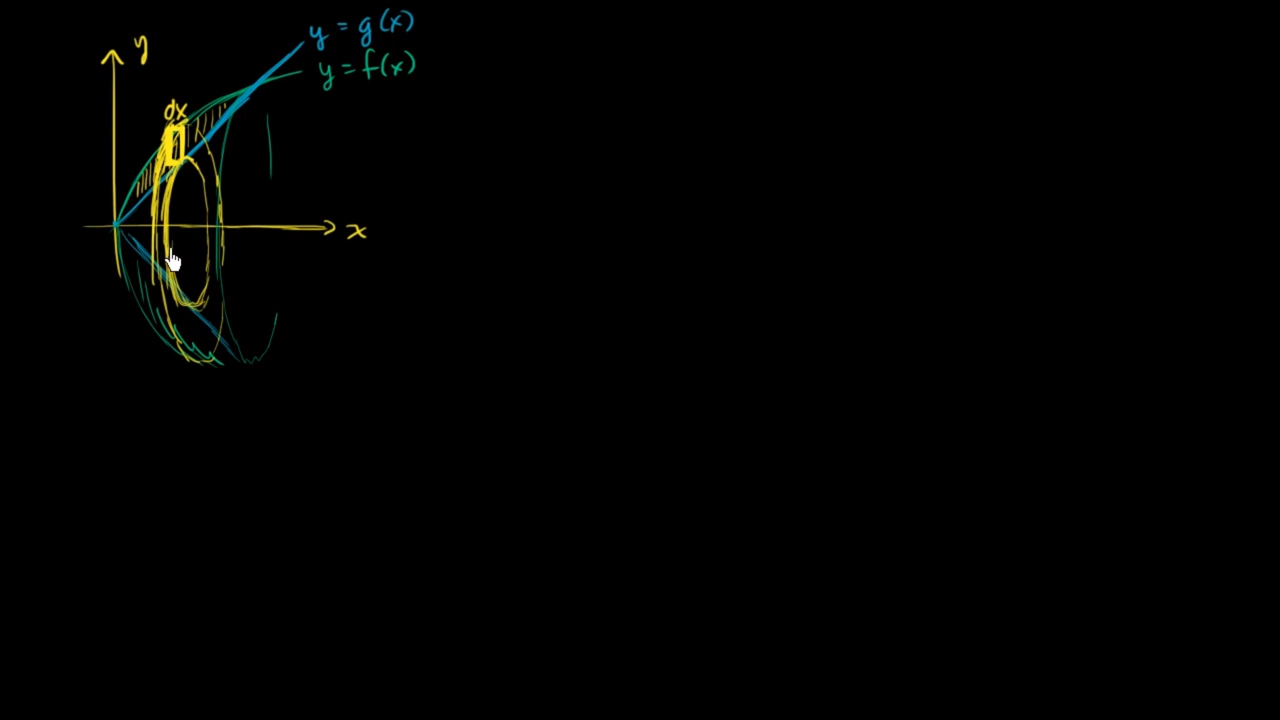 y = g(x)
y = f(x)
y
dx
x